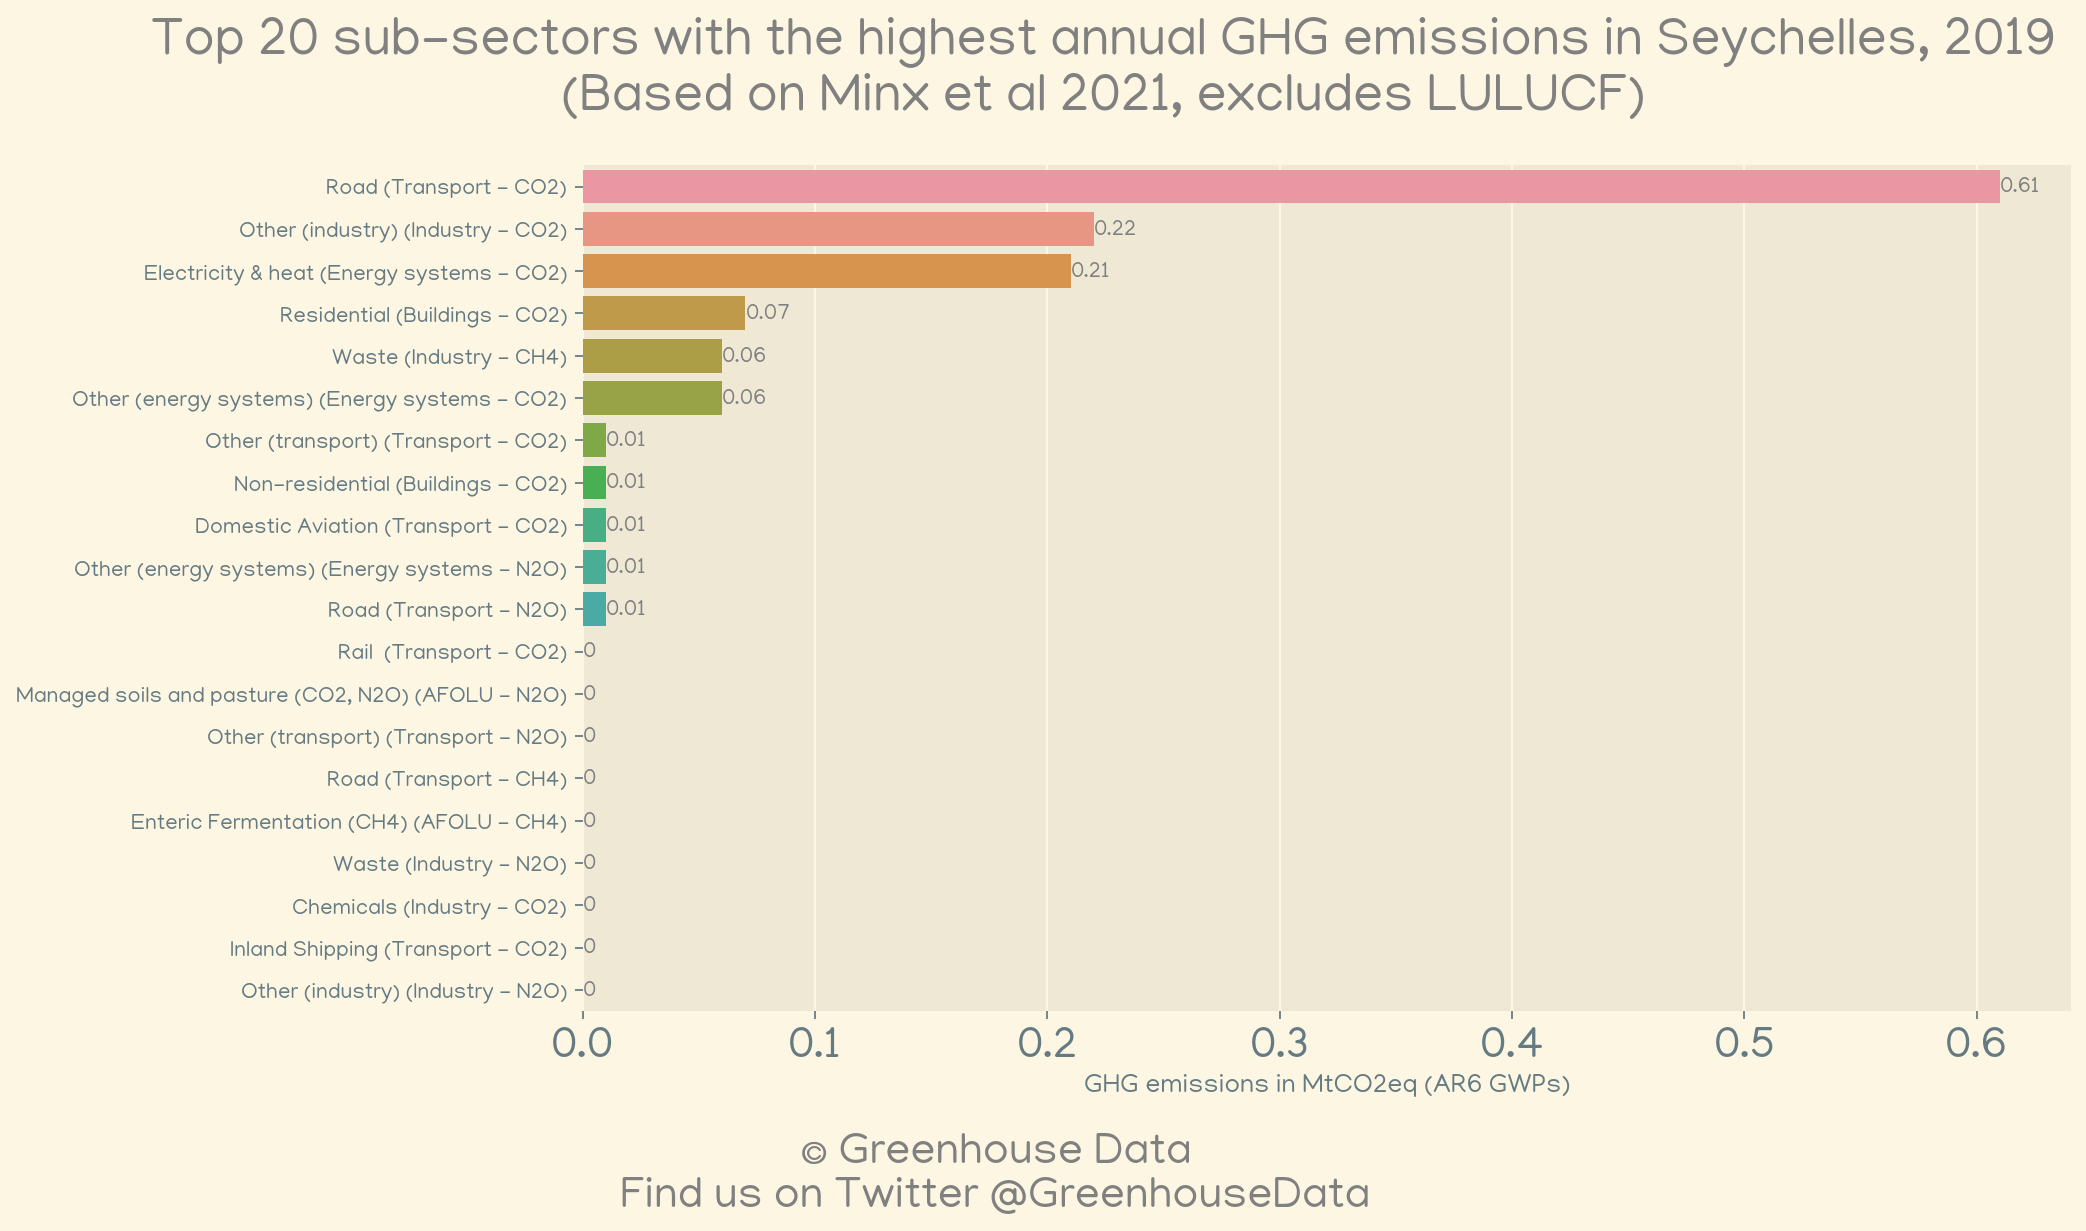 Top 20 sub-sectors with the highest annual GHG emissions in Seychelles, 2019
(Based on Minx et al 2021, excludes LULUCF)
Road (Transport - CO2) 0.61
Other (industry) (Industry - CO2) 0.22
Electricity & heat (Energy systems - CO2) 0.21
Residential (Buildings - CO2) 0.07
Waste (Industry - CH4) 0.06
Other (energy systems) (Energy systems - CO2) 0.06
Other (transport) (Transport - CO2) 0.01
Non-residential (Buildings - CO2) 0.01
Domestic Aviation (Transport - CO2) 0.01
Other (energy systems) (Energy systems - N2O) 0.01
Road (Transport - N2O) 0.01
Rail (Transport - CO2) 0
Managed soils and pasture (CO2, N2O) (AFOLU - N2O) 0
Other (transport) (Transport - N2O) 0
Road (Transport - CH4) 0
Enteric Fermentation (CH4) (AFOLU - CH4) 0
Waste (Industry - N2O) 0
Chemicals (Industry - CO2) 0
Inland Shipping (Transport - CO2) 0
Other (industry) (Industry - N2O) 0
0.0 0.1 0.2 0.3 0.4 0.5 0.6
GHG emissions in MtCO2eq (AR6 GWPs)
© Greenhouse Data
Find us on Twitter @GreenhouseData